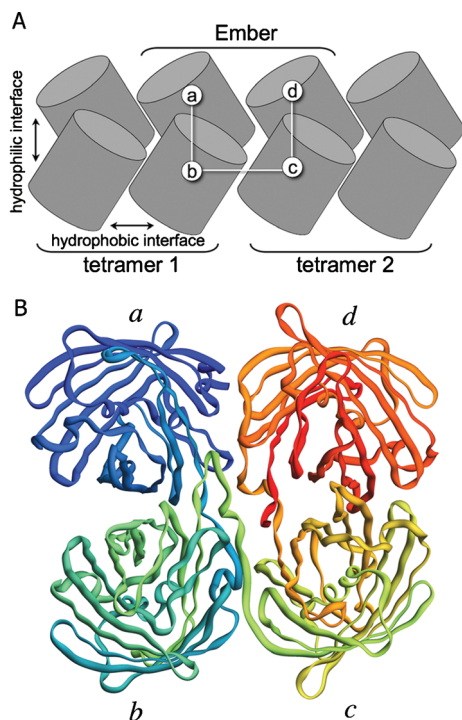 A
Ember
a
d
hydrophilic interface
b
c
hydrophobic interface
tetramer 1
tetramer 2
B
a
d
b
c